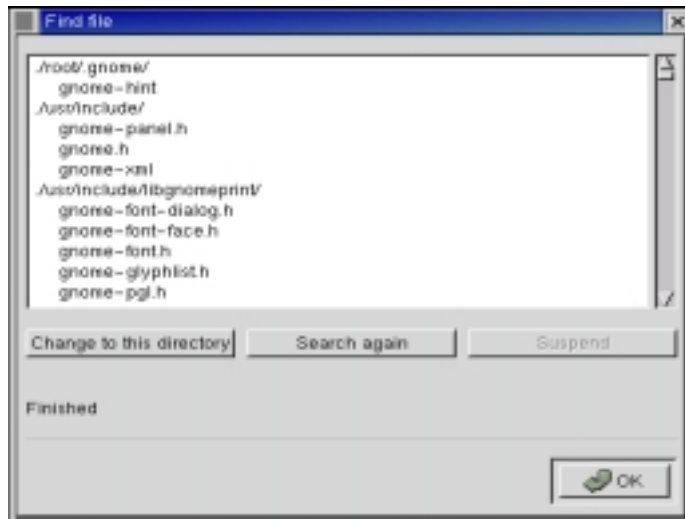 Find file
./root/.gnome/
gnome-hint
./usr/include/
gnome-panel.h
gnome.h
gnome-xml
./usr/include/libgnomeprint/
gnome-font-dialog.h
gnome-font-face.h
gnome-font.h
gnome-glyphlist.h
gnome-pgl.h
Change to this directory
Search again
Suspend
Finished
OK